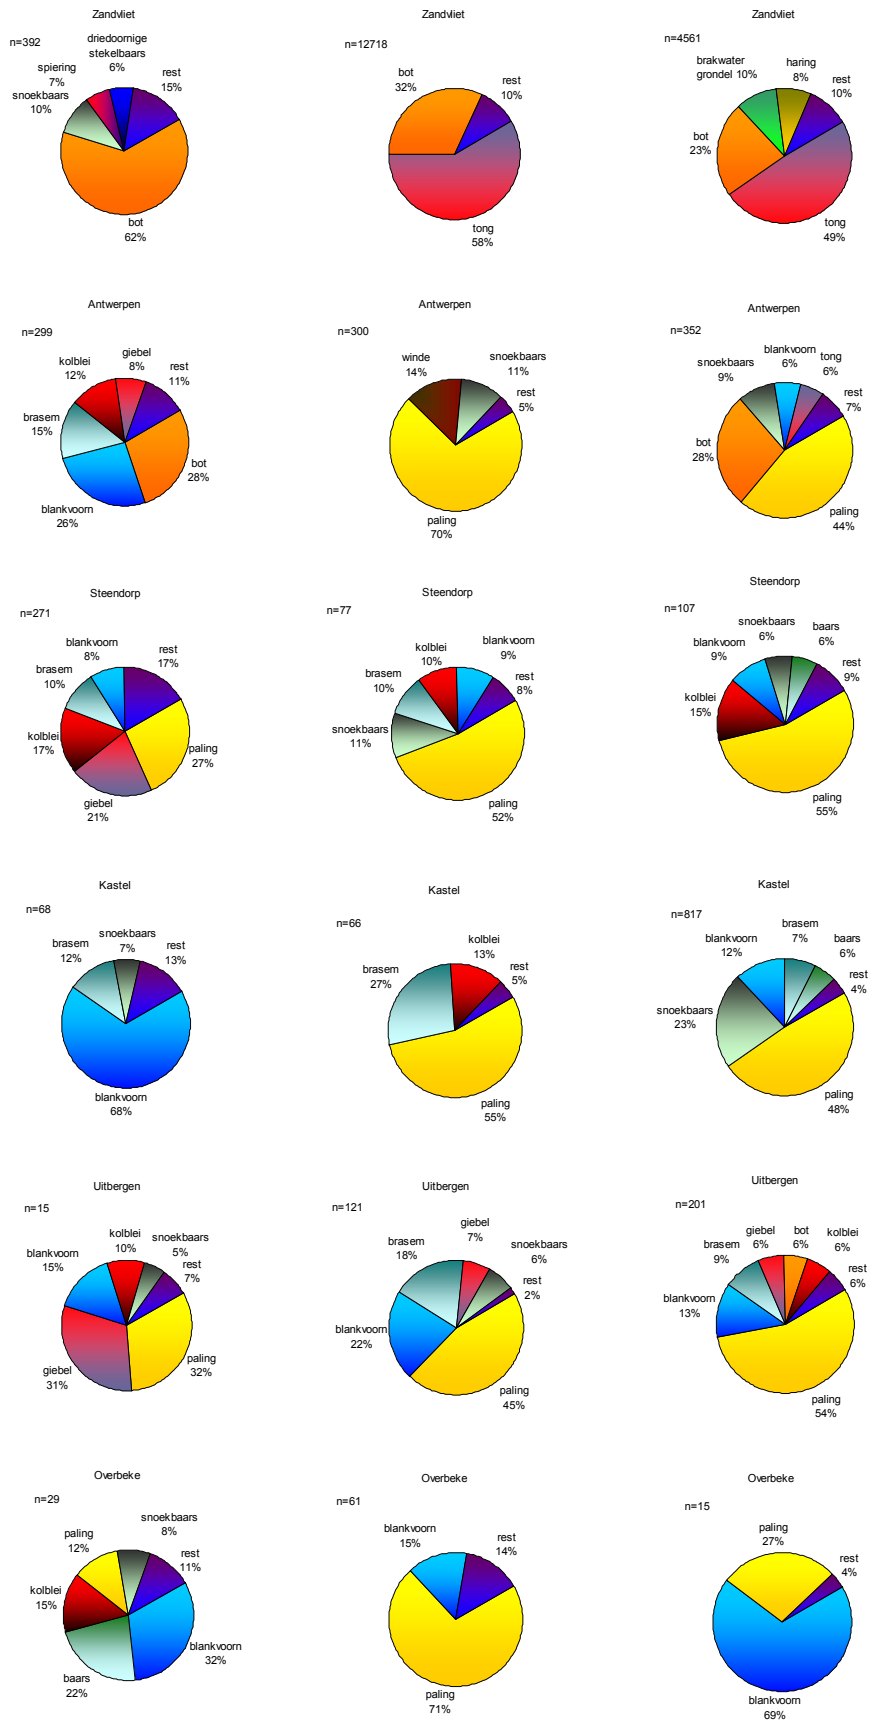 Zandvliet
n=392
driedoornige
stekelbaars
6%
spiering
7%
snoekbaars
10%
rest
15%
bot
62%
Zandvliet
n=12718
bot
32%
rest
10%
tong
58%
Zandvliet
n=4561
brakwater
grondel 10%
haring
8%
rest
10%
bot
23%
tong
49%
Antwerpen
n=299
kolblei
12%
giebel
8%
rest
11%
brasem
15%
bot
28%
blankvoorn
26%
Antwerpen
n=300
winde
14%
snoekbaars
11%
rest
5%
paling
70%
Antwerpen
n=352
snoekbaars
9%
blankvoorn
6%
tong
6%
rest
7%
bot
28%
paling
44%
Steendorp
n=271
blankvoorn
8%
rest
17%
brasem
10%
kolblei
17%
paling
27%
giebel
21%
Steendorp
n=77
kolblei
10%
blankvoorn
9%
brasem
10%
rest
8%
snoekbaars
11%
paling
52%
Steendorp
n=107
snoekbaars
6%
baars
6%
blankvoorn
9%
rest
9%
kolblei
15%
paling
55%
Kastel
n=68
brasem
12%
snoekbaars
7%
rest
13%
blankvoorn
68%
Kastel
n=66
brasem
27%
kolblei
13%
rest
5%
paling
55%
Kastel
n=817
blankvoorn
12%
brasem
7%
baars
6%
rest
4%
snoekbaars
23%
paling
48%
Uitbergen
n=15
kolblei
10%
snoekbaars
5%
blankvoorn
15%
rest
7%
giebel
31%
paling
32%
Uitbergen
n=121
brasem
18%
giebel
7%
snoekbaars
6%
rest
2%
blankvoorn
22%
paling
45%
Uitbergen
n=201
brasem
9%
giebel
6%
bot
6%
kolblei
6%
rest
6%
blankvoorn
13%
paling
54%
Overbeke
n=29
paling
12%
snoekbaars
8%
rest
11%
kolblei
15%
blankvoorn
32%
baars
22%
Overbeke
n=61
blankvoorn
15%
rest
14%
paling
71%
Overbeke
n=15
paling
27%
rest
4%
blankvoorn
69%